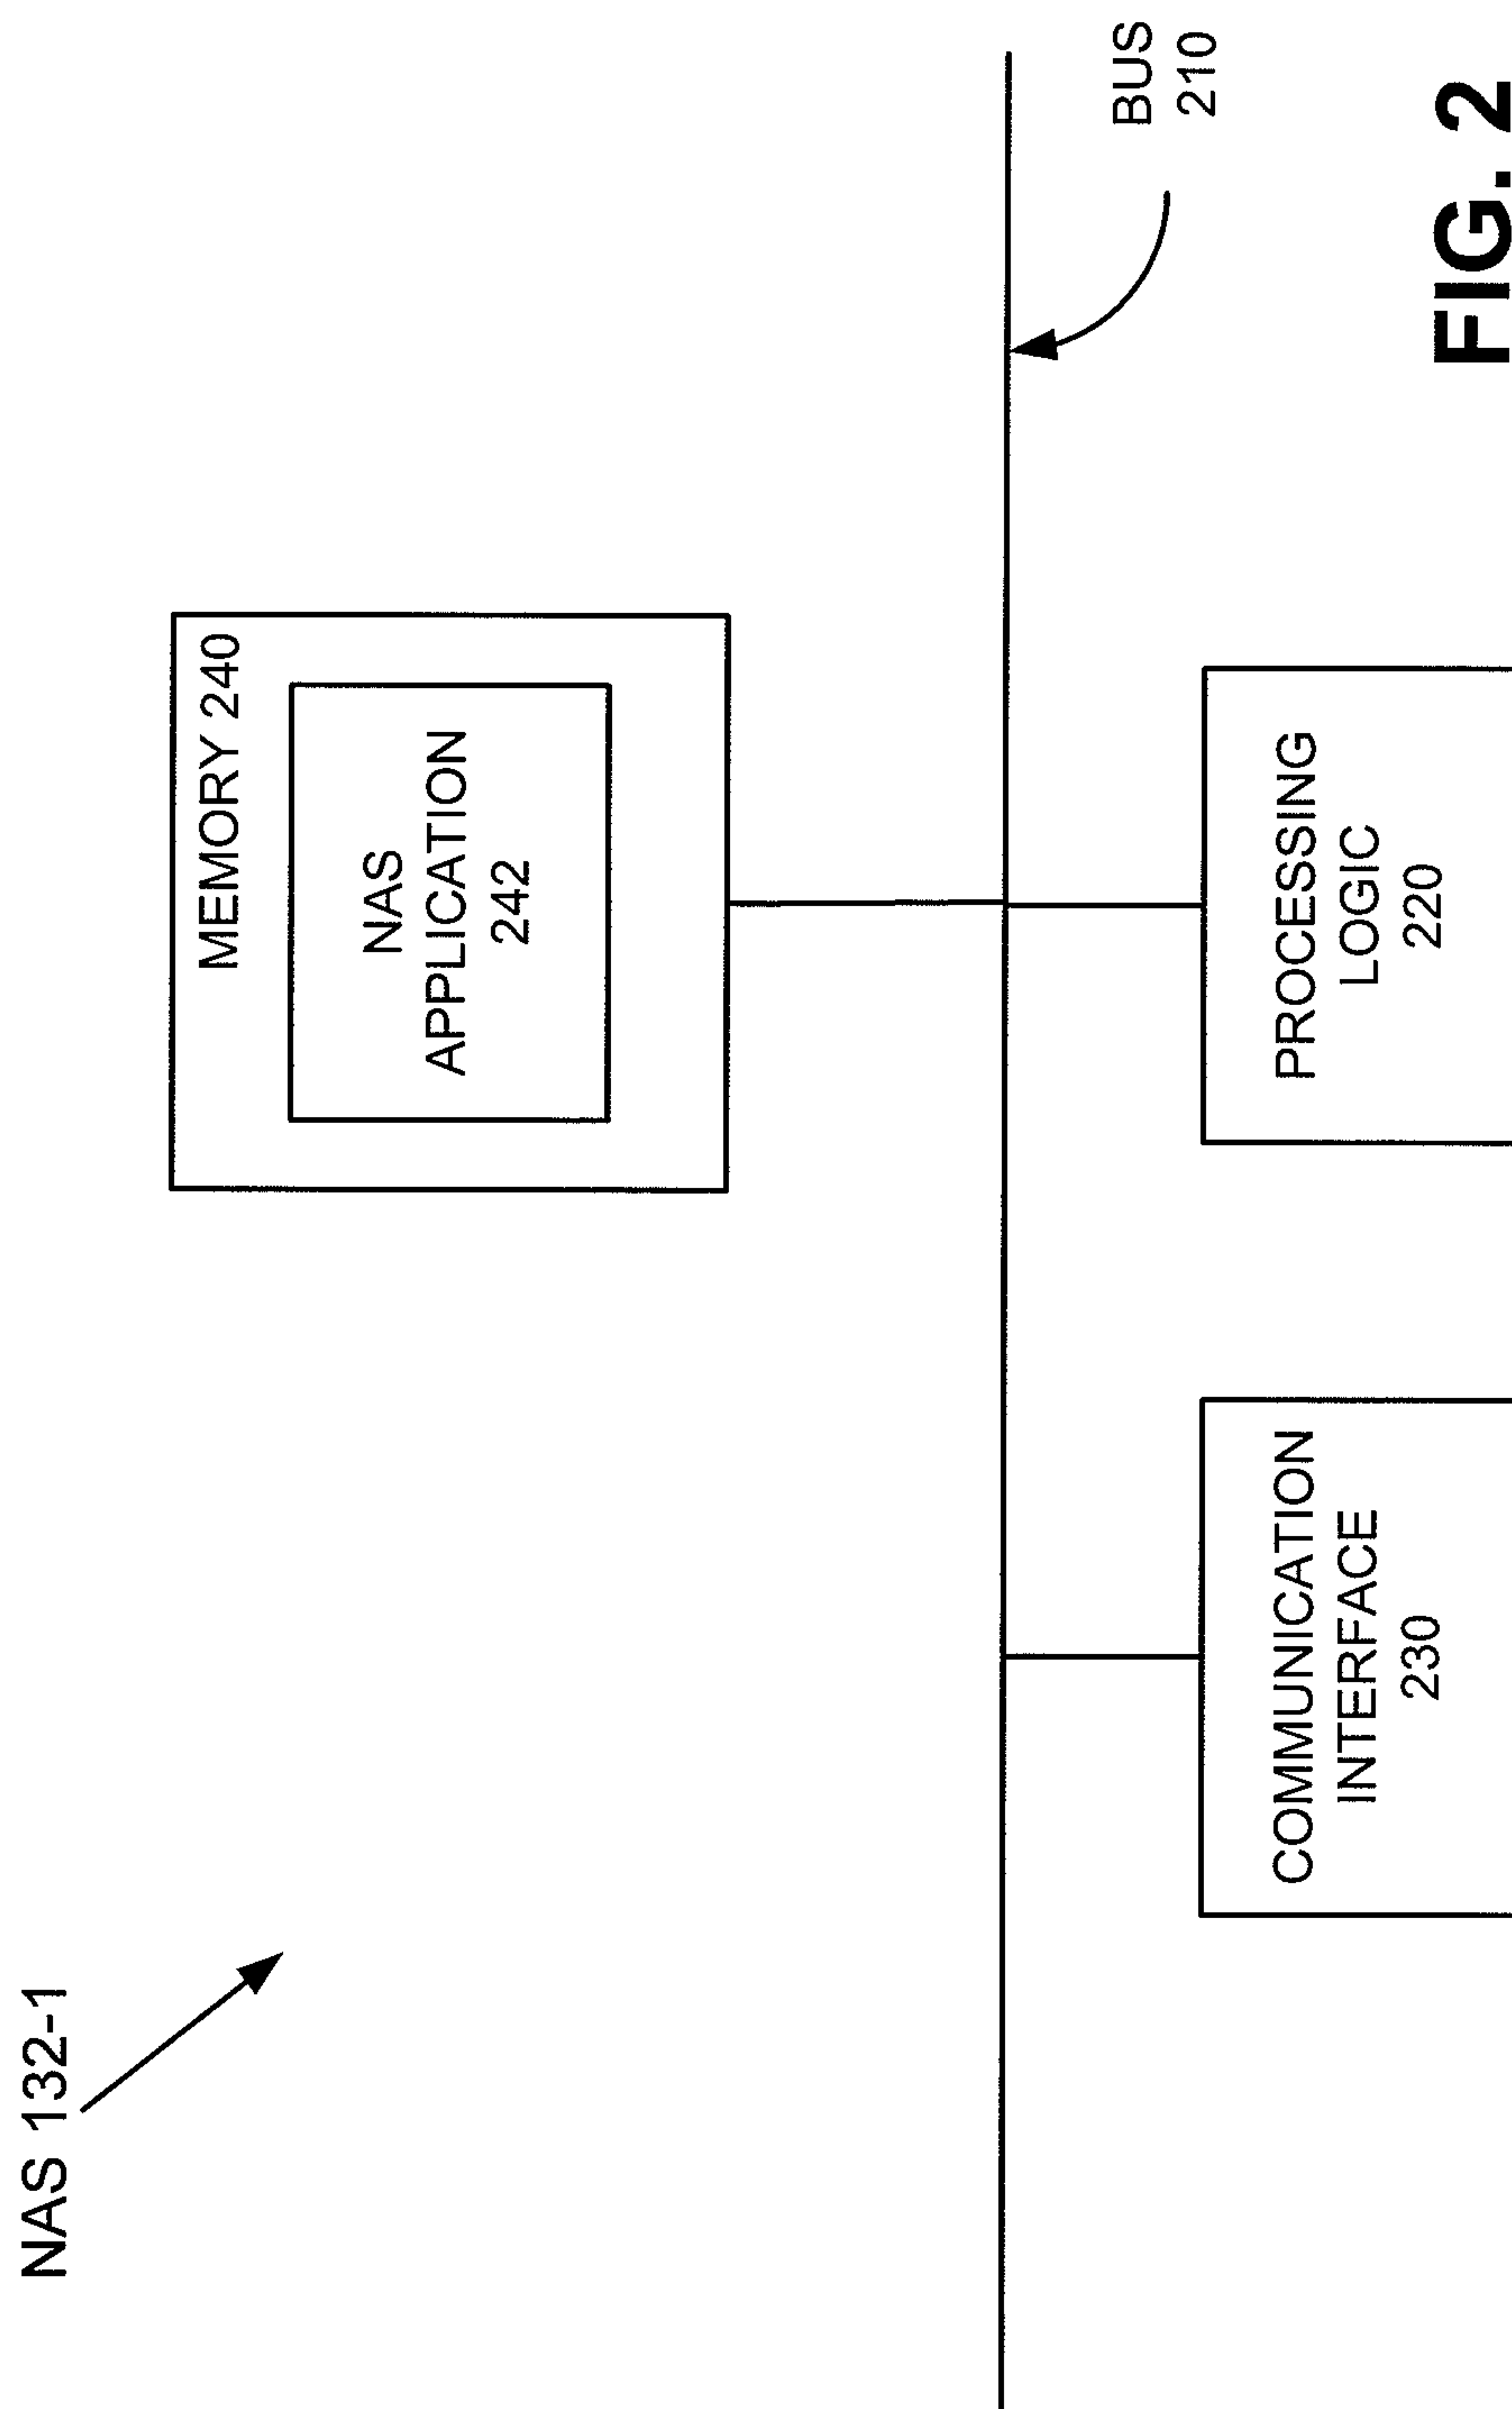 NAS 132-1
MEMORY 240
NAS
APPLICATION
242
BUS
210
COMMUNICATION
INTERFACE
230
PROCESSING
LOGIC
220
FIG. 2